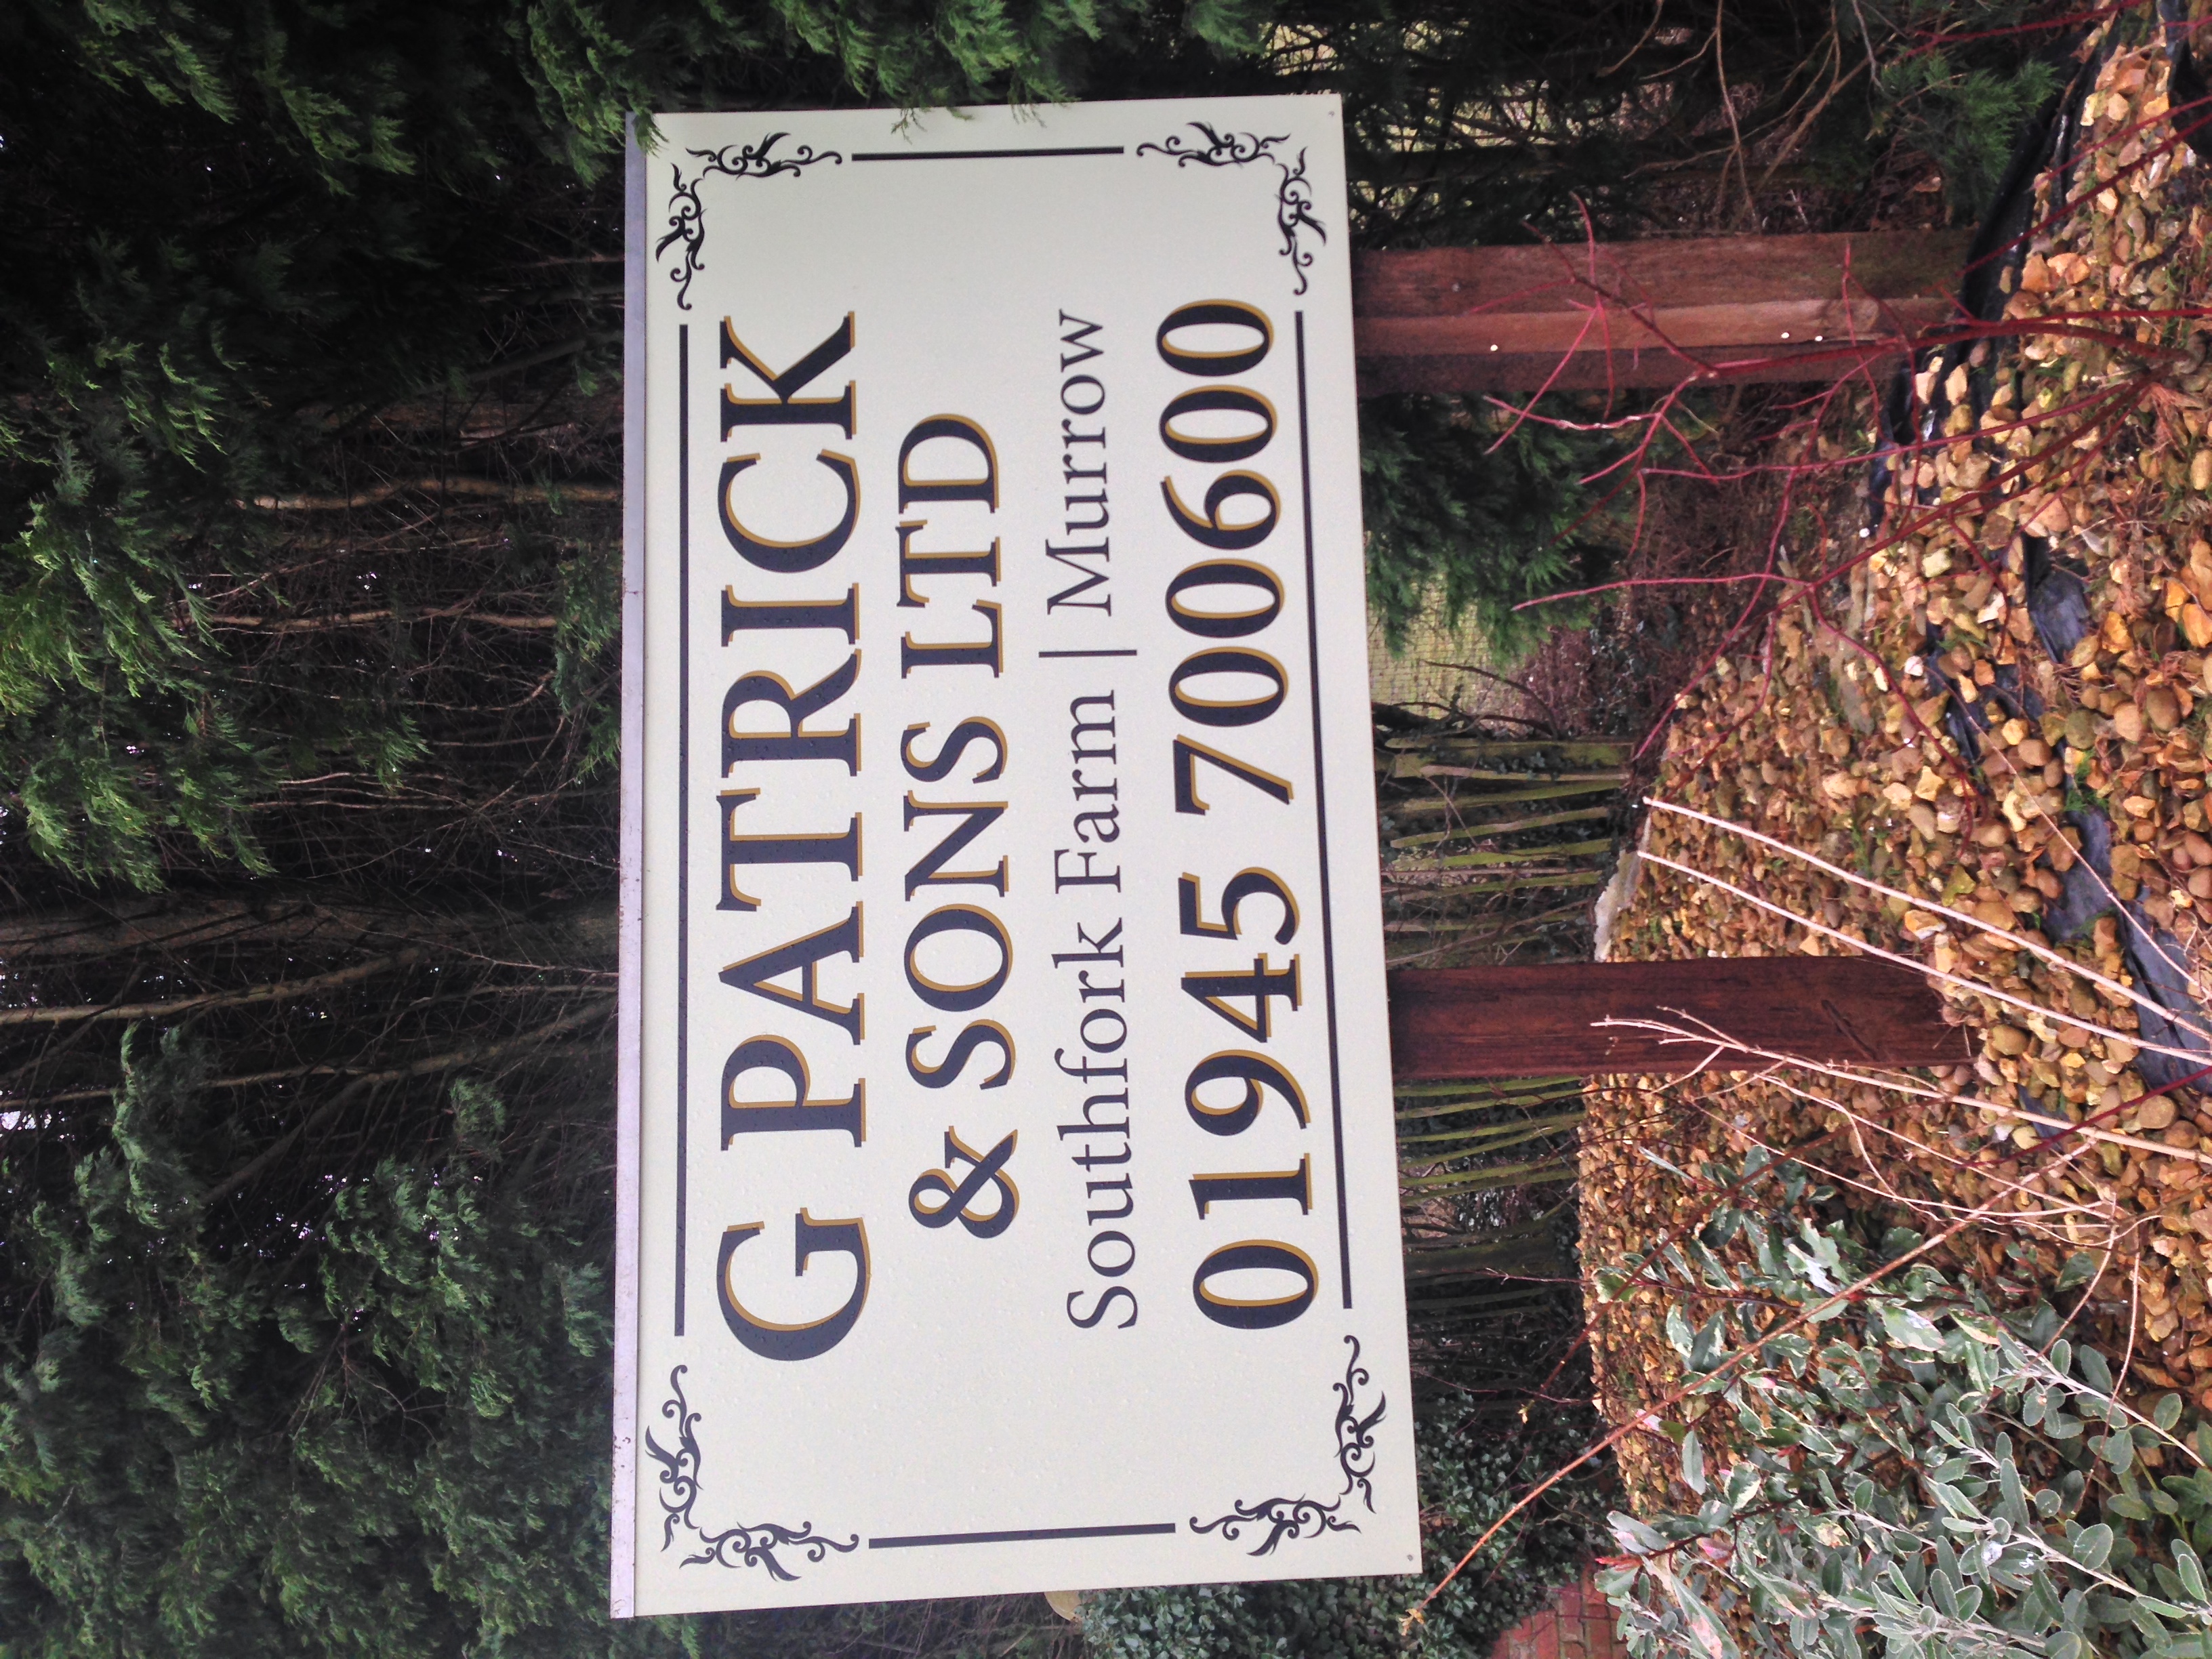 G PATRICK
& SONS LTD
Southfork Farm | Murrow
01945 700600